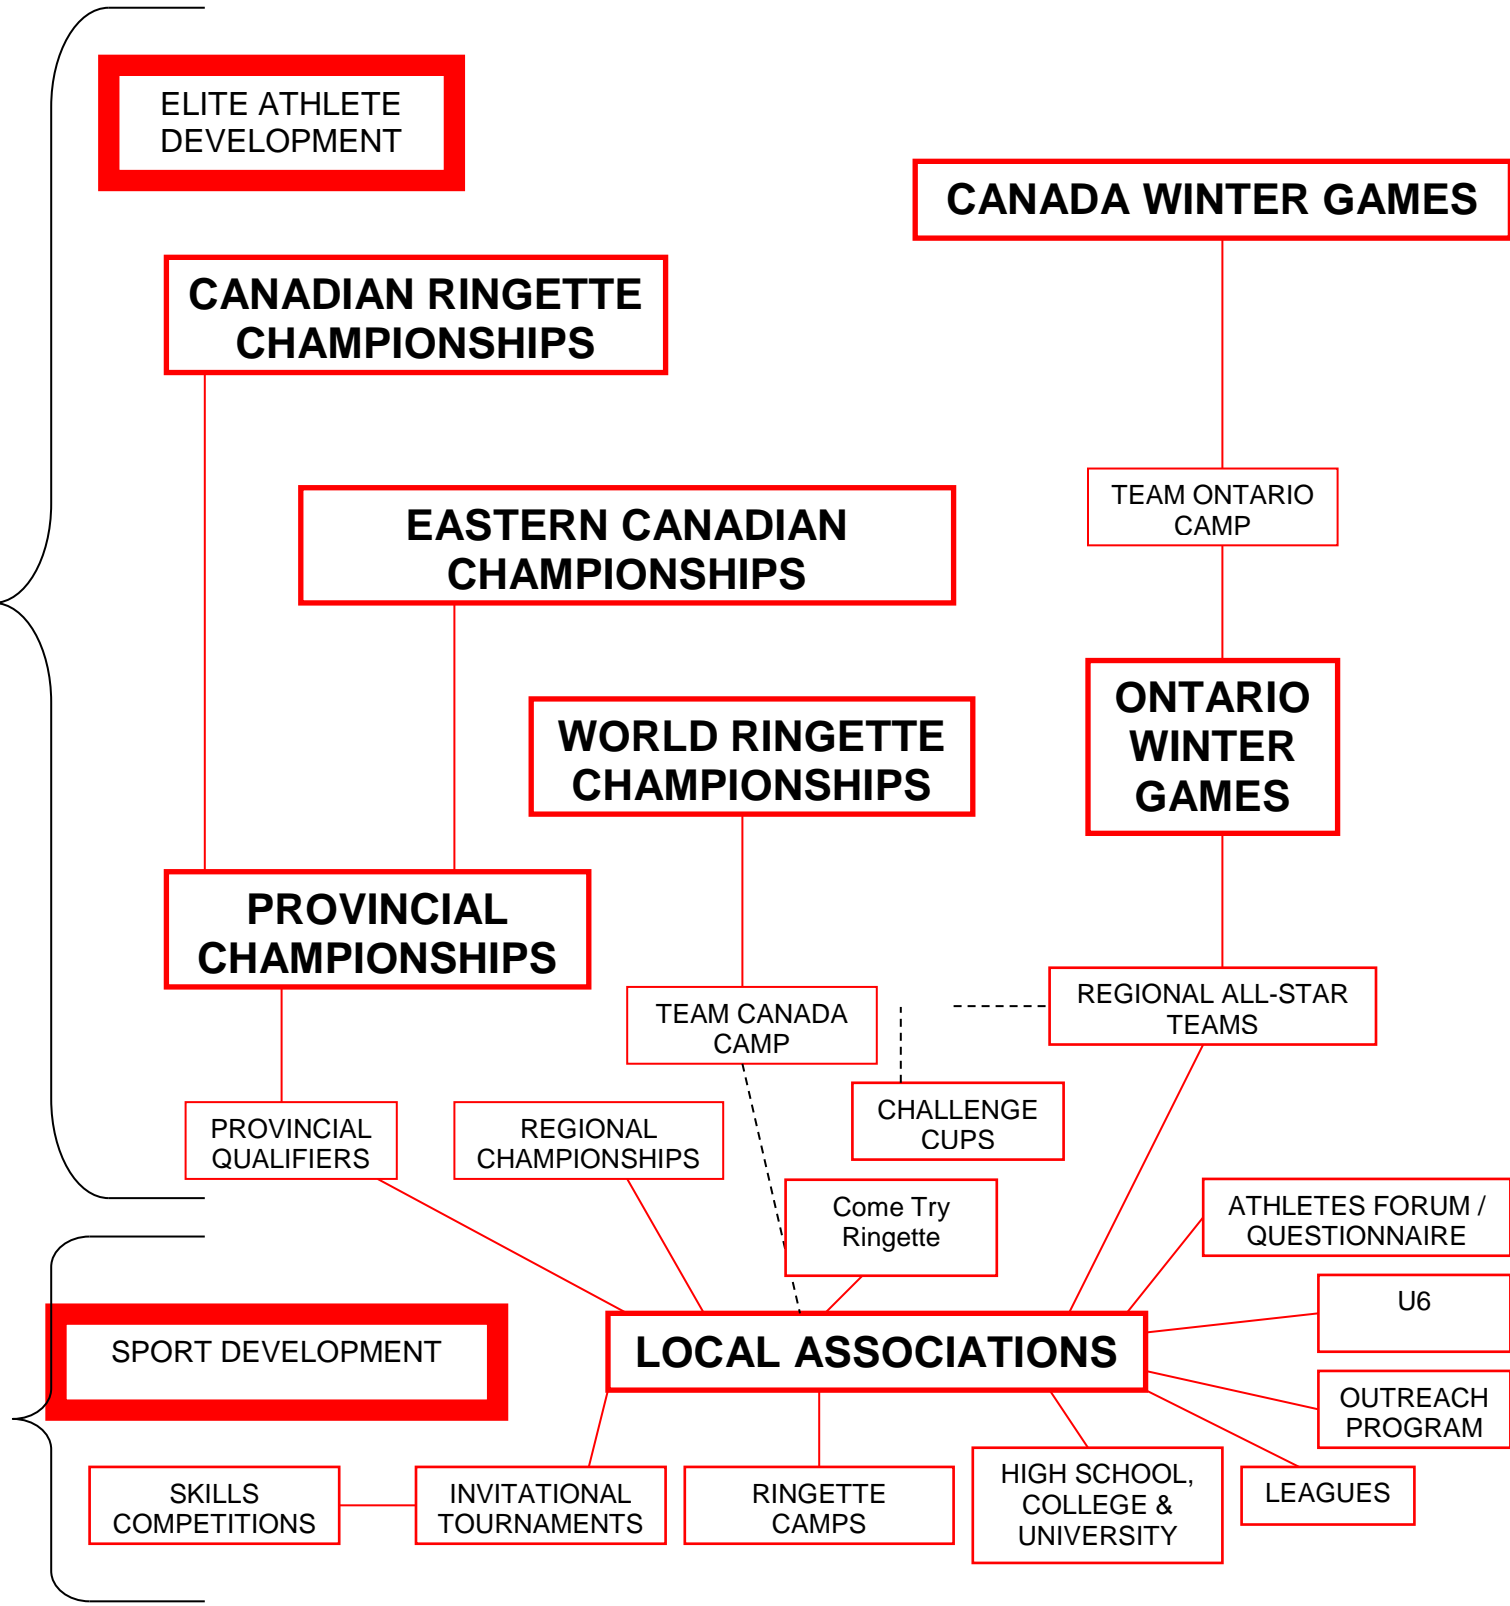 ELITE ATHLETE
DEVELOPMENT
CANADA WINTER GAMES
CANADIAN RINGETTE
CHAMPIONSHIPS
TEAM ONTARIO
CAMP
EASTERN CANADIAN
CHAMPIONSHIPS
ONTARIO
WINTER
GAMES
WORLD RINGETTE
CHAMPIONSHIPS
PROVINCIAL
CHAMPIONSHIPS
REGIONAL ALL-STAR
TEAMS
TEAM CANADA
CAMP
CHALLENGE
CUPS
PROVINCIAL
QUALIFIERS
REGIONAL
CHAMPIONSHIPS
Come Try
Ringette
ATHLETES FORUM /
QUESTIONNAIRE
U6
SPORT DEVELOPMENT
LOCAL ASSOCIATIONS
OUTREACH
PROGRAM
SKILLS
COMPETITIONS
INVITATIONAL
TOURNAMENTS
RINGETTE
CAMPS
HIGH SCHOOL,
COLLEGE &
UNIVERSITY
LEAGUES